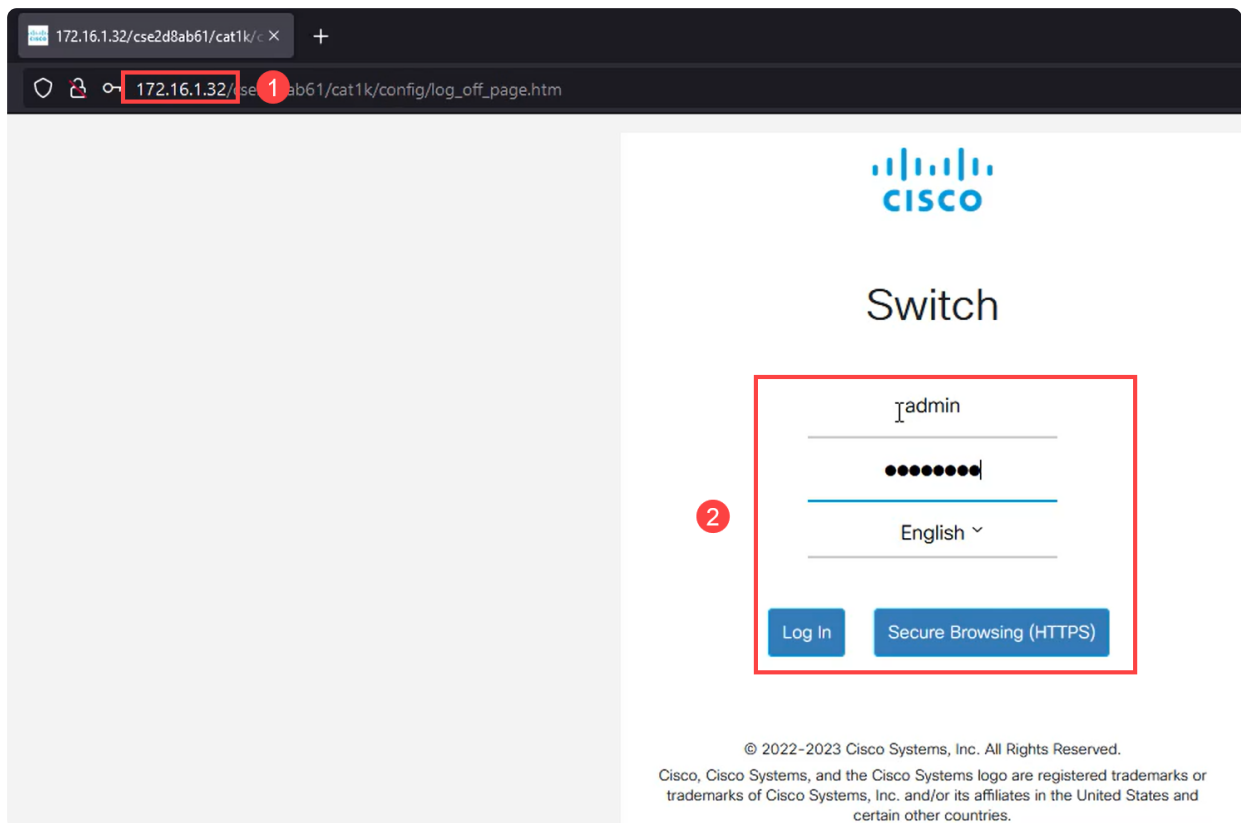 172.16.1.32/cse2d8ab61/cat1k/c
172.16.1.32/cse2d8ab61/cat1k/config/log_off_page.htm
1
CISCO
Switch
admin
2
English
Log In
Secure Browsing (HTTPS)
© 2022-2023 Cisco Systems, Inc. All Rights Reserved.
Cisco, Cisco Systems, and the Cisco Systems logo are registered trademarks or
trademarks of Cisco Systems, Inc. and/or its affiliates in the United States and
certain other countries.